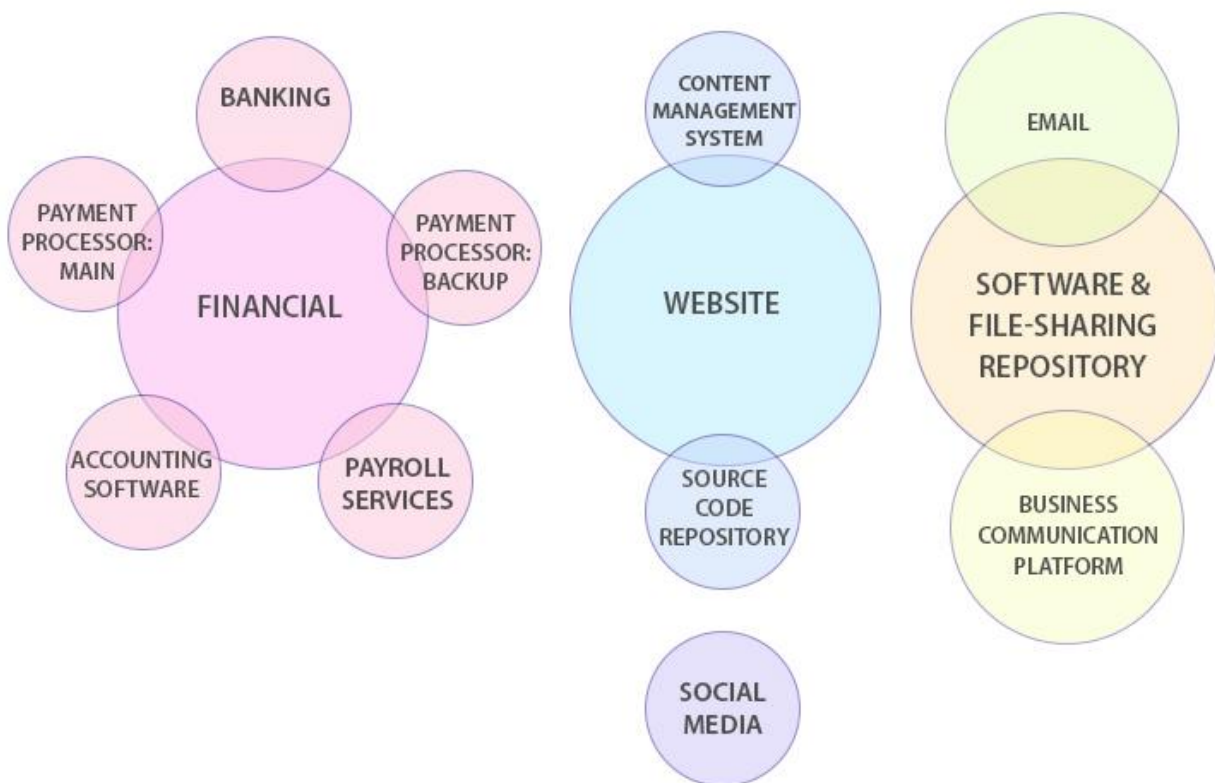 BANKING
PAYMENT
PROCESSOR:
MAIN
PAYMENT
PROCESSOR:
BACKUP
FINANCIAL
ACCOUNTING
SOFTWARE
PAYROLL
SERVICES
CONTENT
MANAGEMENT
SYSTEM
WEBSITE
SOURCE
CODE
REPOSITORY
SOCIAL
MEDIA
EMAIL
SOFTWARE &
FILE-SHARING
REPOSITORY
BUSINESS
COMMUNICATION
PLATFORM